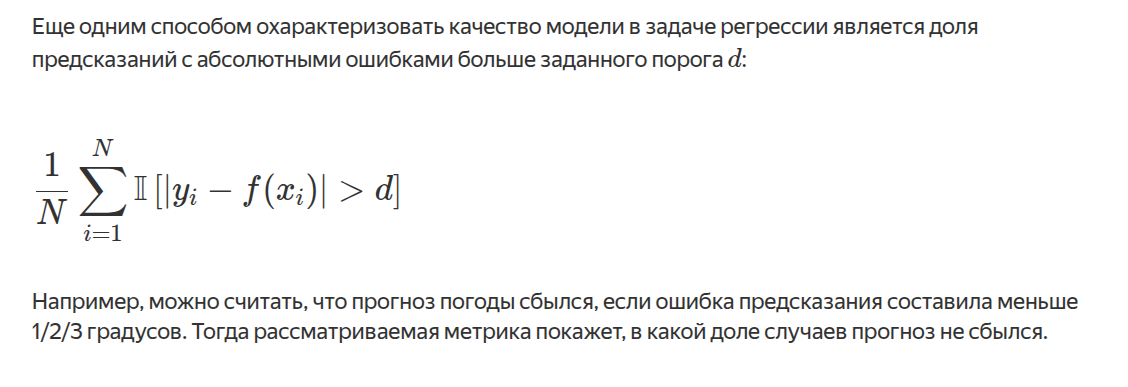 Еще одним способом охарактеризовать качество модели в задаче регрессии является доля
предсказаний с абсолютными ошибками больше заданного порога d:
\frac{1}{N} \sum_{i=1}^{N} \mathbb{I} [|y_i - f(x_i)| > d]
Например, можно считать, что прогноз погоды сбылся, если ошибка предсказания составила меньше
1/2/3 градусов. Тогда рассматриваемая метрика покажет, в какой доле случаев прогноз не сбылся.